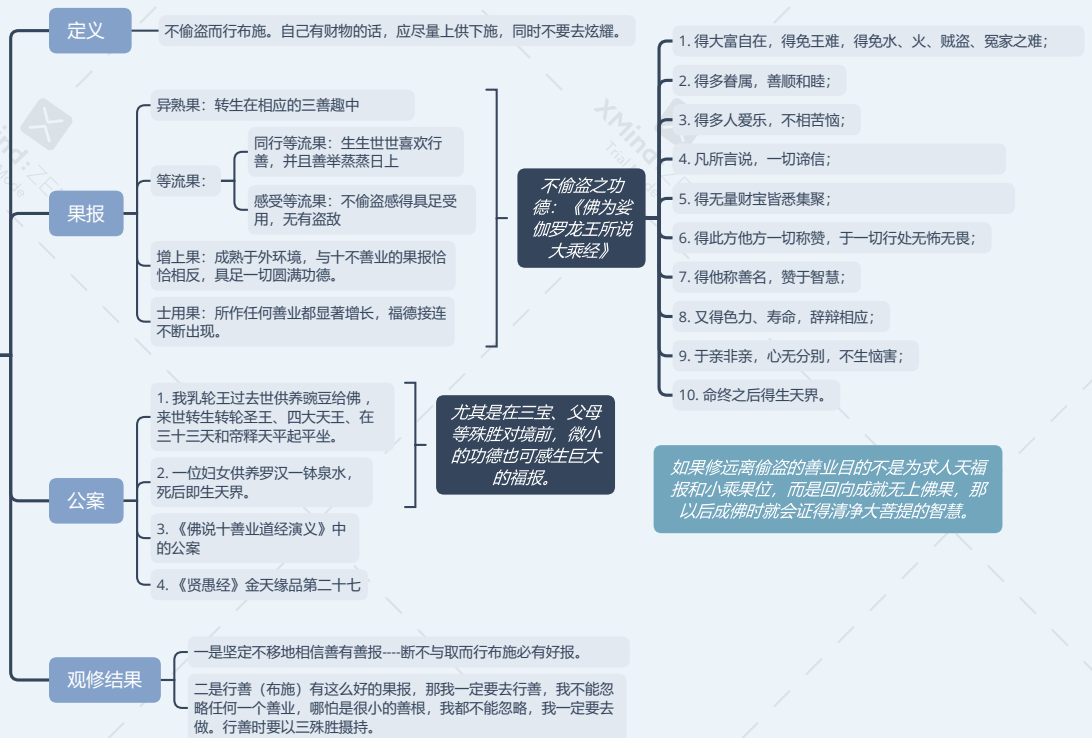 定义
不偷盗而行布施。自己有财物的话，应尽量上供下施，同时不要去炫耀。
果报
异熟果：转生在相应的三善趣中
等流果：
同行等流果：生生世世喜欢行
善，并且善举蒸蒸日上
感受等流果：不偷盗感得具足受
用，无有盗敌
增上果：成熟于外环境，与十不善业的果报恰
恰相反，具足一切圆满功德。
士用果：所作任何善业都显著增长，福德接连
不断出现。
不偷盗之功
德：《佛为娑
伽罗龙王所说
大乘经》
1. 得大富自在，得免王难，得免水、火、贼盗、冤家之难；
2. 得多眷属，善顺和睦；
3. 得多人爱乐，不相苦恼；
4. 凡所言说，一切谛信；
5. 得无量财宝皆悉集聚；
6. 得此方他方一切称赞，于一切行处无怖无畏；
7. 得他称善名，赞于智慧；
8. 又得色力、寿命，辞辩相应；
9. 于亲非亲，心无分别，不生恼害；
10. 命终之后得生天界。
公案
1. 我乳轮王过去世供养豌豆给佛，
来世转生转轮圣王、四大天王、在
三十三天和帝释天平起平坐。
2. 一位妇女供养罗汉一钵泉水，
死后即生天界。
3. 《佛说十善业道经演义》中
的公案
4. 《贤愚经》金天缘品第二十七
尤其是在三宝、父母
等殊胜对境前，微小
的功德也可感生巨大
的福报。
如果修远离偷盗的善业目的不是为求人天福
报和小乘果位，而是回向成就无上佛果，那
以后成佛时就会证得清净大菩提的智慧。
观修结果
一是坚定不移地相信善有善报----断不与取而行布施必有好报。
二是行善（布施）有这么好的果报，那我一定要去行善，我不能忽
略任何一个善业，哪怕是很小的善根，我都不能忽略，我一定要去
做。行善时要以三殊胜摄持。